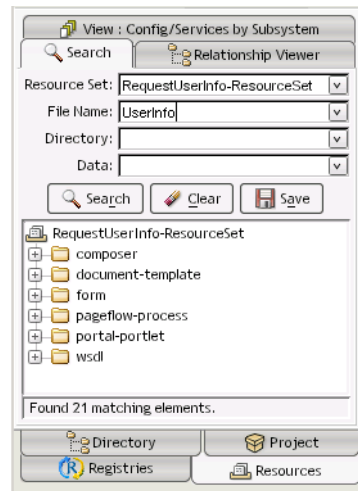 View : Config/Services by Subsystem
Search Relationship Viewer
Resource Set: RequestUserInfo-ResourceSet
File Name: UserInfo
Directory:
Data:
Search Clear Save
RequestUserInfo-ResourceSet
composer
document-template
form
pageflow-process
portal-portlet
wsdl
Found 21 matching elements.
Directory Project
Registries Resources